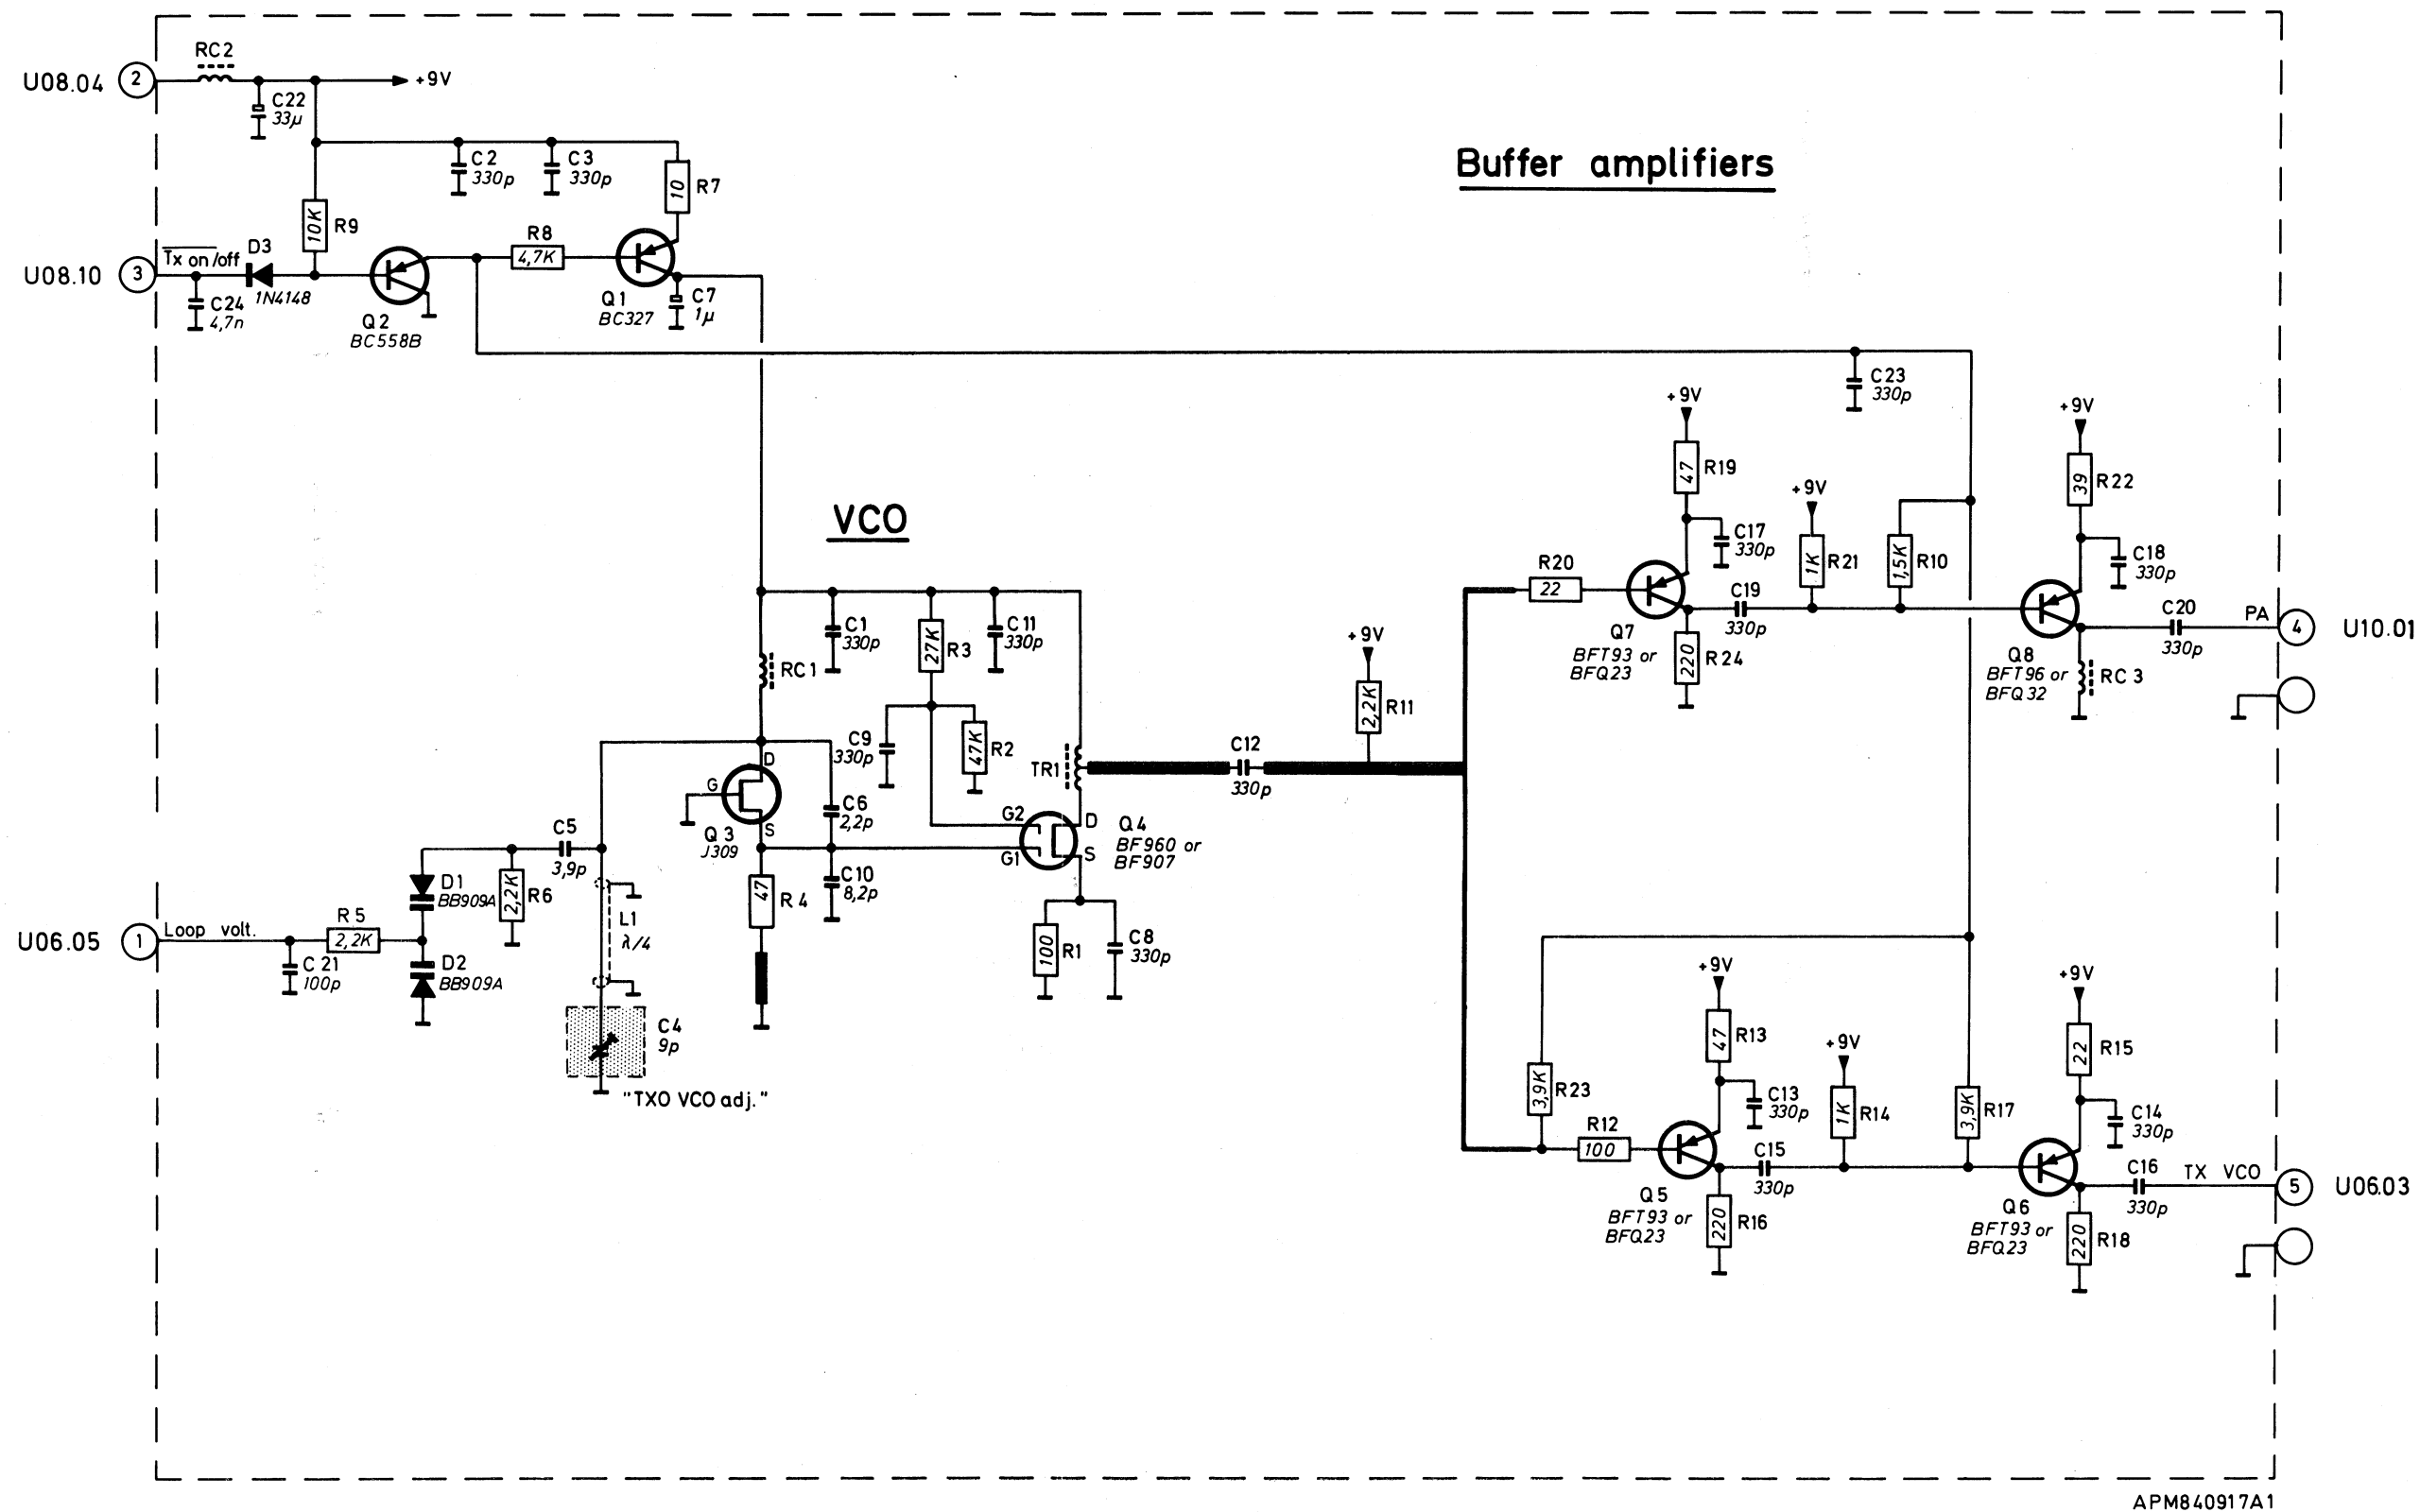 RC2
U08.04 2 +9V
C22
33µ
C2
330p
C3
330p
R7
10
Buffer amplifiers
10K
R9
R8
4,7K
Tx on/off
D3
1N4148
U08.10 3
C24
4,7n
Q2
BC558B
Q1
BC327
C7
1µ
C23
330p
+9V
47
R19
+9V
39
R22
VCO
C17
330p
+9V
1K
R21
1,5K
R10
C18
330p
R20
22
C19
330p
Q7
BFT93 or
BFQ23
220
R24
Q8
BFT96 or
BFQ32
C20
330p
PA
4 U10.01
RC 3
C1
330p
27K
R3
C11
330p
RC 1
+9V
2,2K
R11
C9
330p
47K
R2
TR1
C12
330p
D
G
S
Q3
J309
C6
2,2p
G2
G1
D
S
Q4
BF960 or
BF907
C5
3,9p
D1
BB909A
2,2K
R6
47
R4
C10
8,2p
L1
λ/4
U06.05 1 Loop volt.
R5
2,2K
C21
100p
D2
BB909A
100
R1
C8
330p
C4
9p
"TXO VCO adj."
+9V
47
R13
+9V
22
R15
3,9K
R23
C13
330p
+9V
1K
R14
3,9K
R17
C14
330p
R12
100
C15
330p
Q5
BFT93 or
BFQ23
220
R16
Q6
BFT93 or
BFQ23
C16
330p
TX VCO
5 U06.03
220
R18
APM840917A1